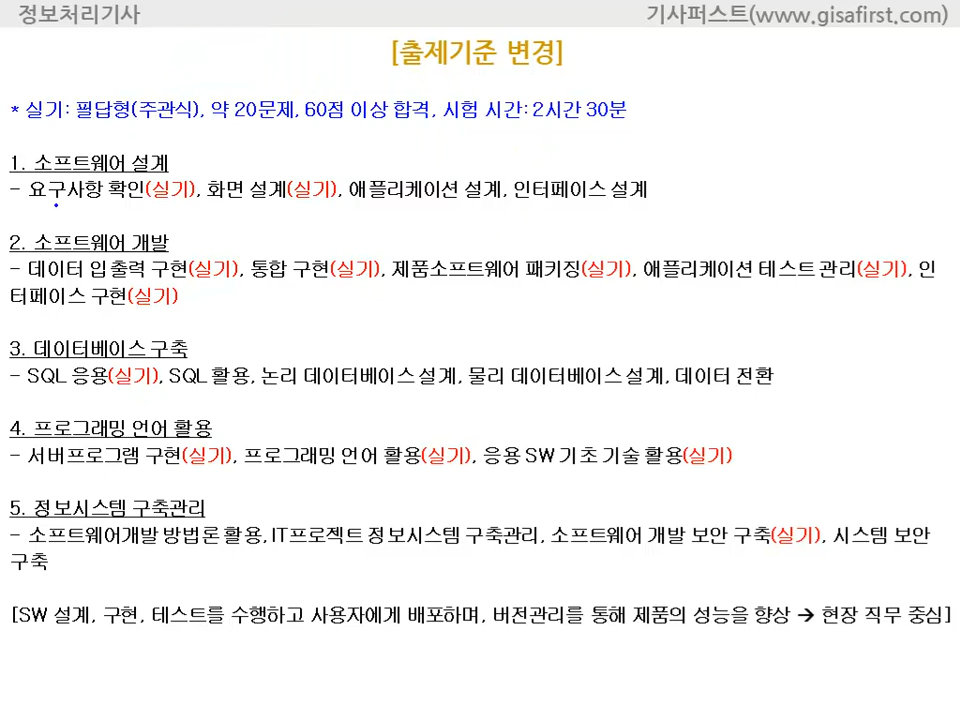 정보처리기사
기사퍼스트(www.gisafirst.com)
[출제기준 변경]
* 실기: 필답형(주관식), 약 20문제, 60점 이상 합격, 시험 시간: 2시간 30분
1. 소프트웨어 설계
- 요구사항 확인(실기), 화면 설계(실기), 애플리케이션 설계, 인터페이스 설계
2. 소프트웨어 개발
- 데이터 입출력 구현(실기), 통합 구현(실기), 제품소프트웨어 패키징(실기), 애플리케이션 테스트 관리(실기), 인
터페이스 구현(실기)
3. 데이터베이스 구축
- SQL 응용(실기), SQL 활용, 논리 데이터베이스 설계, 물리 데이터베이스 설계, 데이터 전환
4. 프로그래밍 언어 활용
- 서버프로그램 구현(실기), 프로그래밍 언어 활용(실기), 응용 SW 기초 기술 활용(실기)
5. 정보시스템 구축관리
- 소프트웨어개발 방법론 활용, IT프로젝트 정보시스템 구축관리, 소프트웨어 개발 보안 구축(실기), 시스템 보안
구축
[SW 설계, 구현, 테스트를 수행하고 사용자에게 배포하며, 버전관리를 통해 제품의 성능을 향상 → 현장 직무 중심]